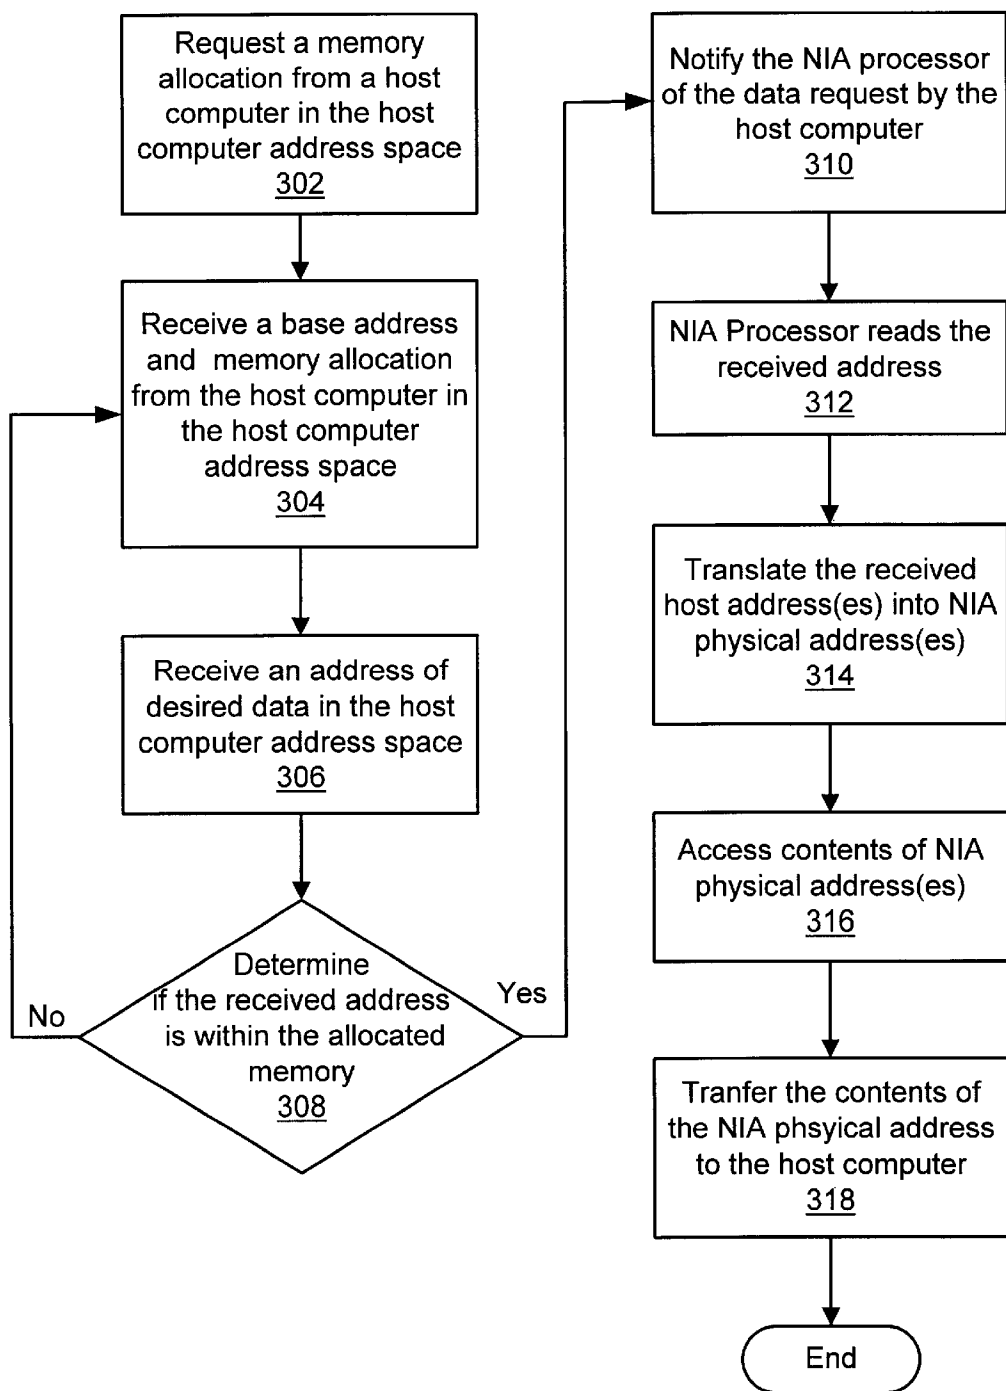 Request a memory
allocation from a host
computer in the host
computer address space
302
Receive a base address
and memory allocation
from the host computer in
the host computer
address space
304
Receive an address of
desired data in the host
computer address space
306
Determine
if the received address
is within the allocated
memory
308
No
Yes
Notify the NIA processor
of the data request by the
host computer
310
NIA Processor reads the
received address
312
Translate the received
host address(es) into NIA
physical address(es)
314
Access contents of NIA
physical address(es)
316
Tranfer the contents of
the NIA phsyical address
to the host computer
318
End